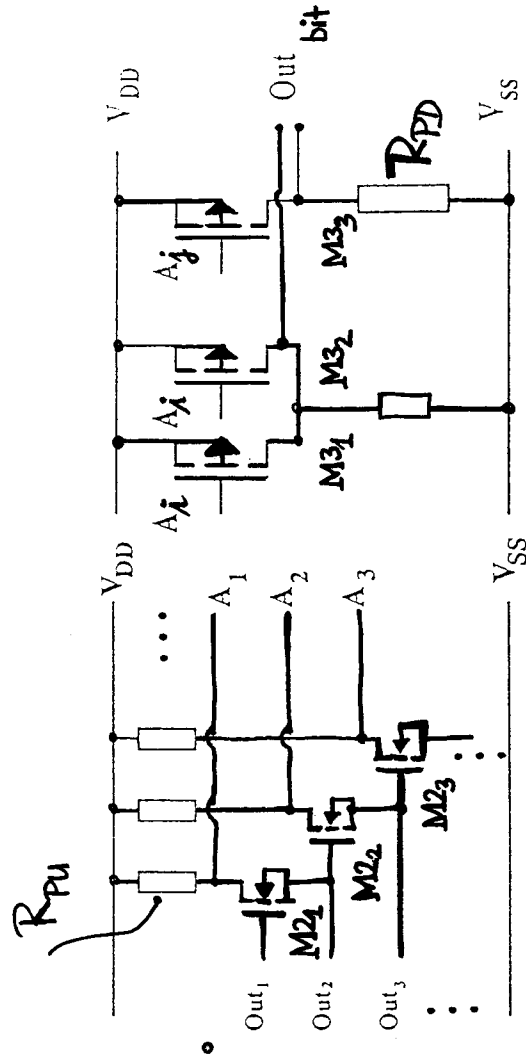 V_DD
Out bit
V_SS
A_i
A_i
A_j
M3_1
M3_2
M3_3
R_PD
V_DD
V_SS
R_PU
A_1
A_2
A_3
Out_1
Out_2
Out_3
M2_1
M2_2
M2_3